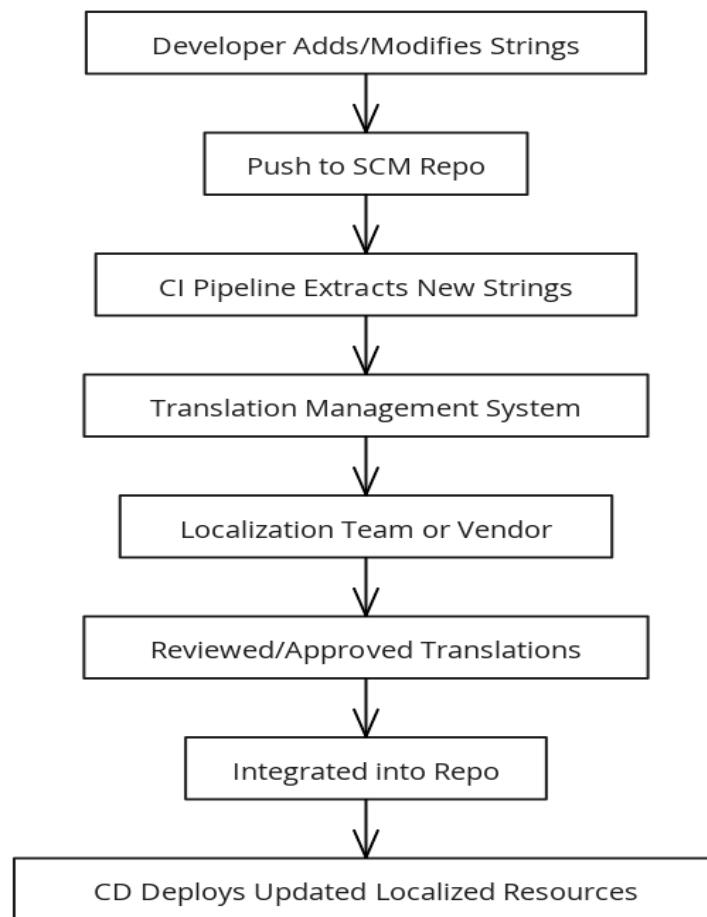 Developer Adds/Modifies Strings
Push to SCM Repo
CI Pipeline Extracts New Strings
Translation Management System
Localization Team or Vendor
Reviewed/Approved Translations
Integrated into Repo
CD Deploys Updated Localized Resources